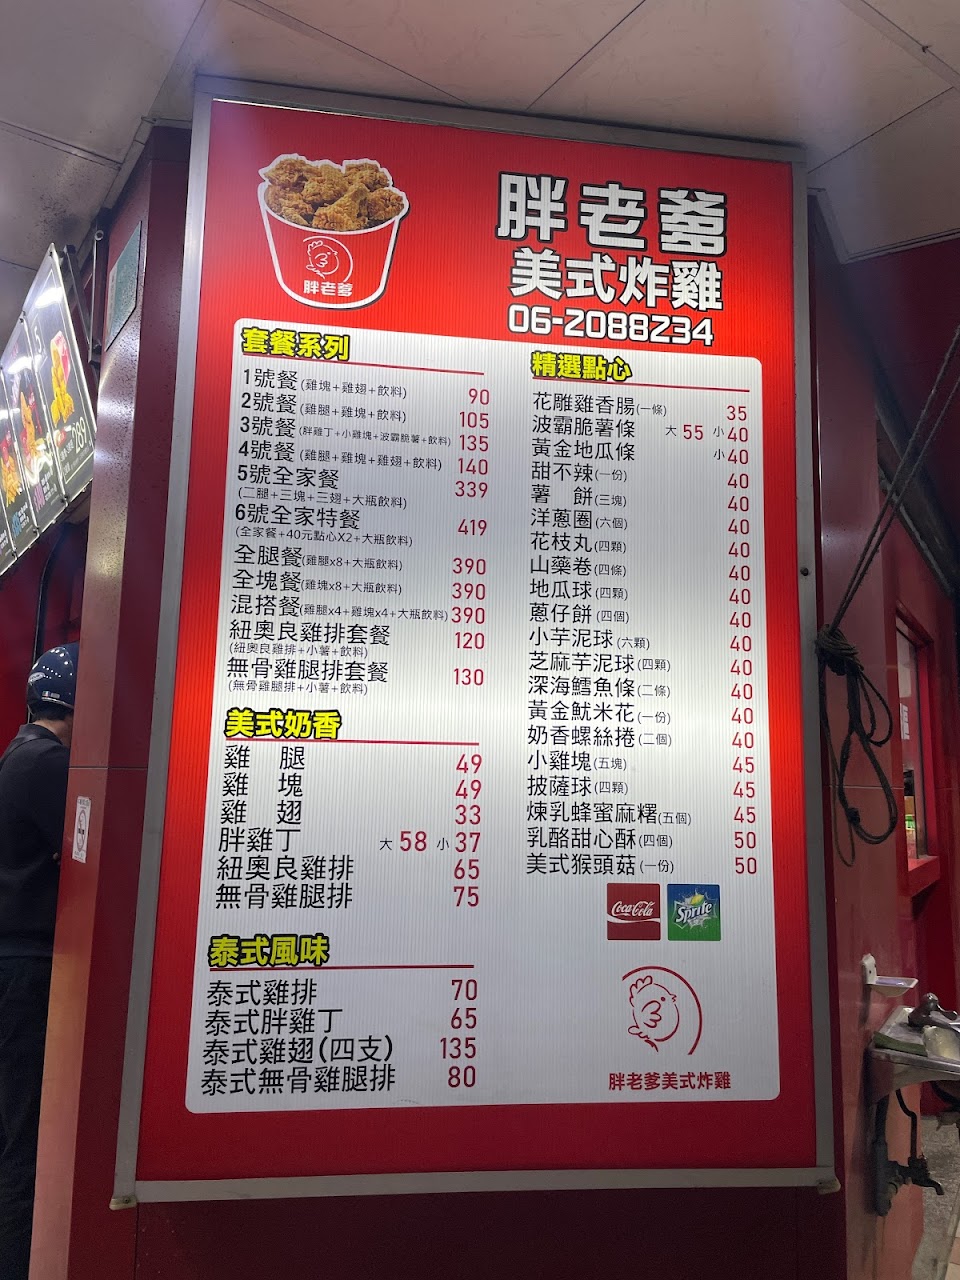 胖老爹
胖老爹
美式炸雞
06-2088234
套餐系列
1號餐(雞塊+雞翅+飲料) 90
2號餐(雞腿+雞塊+飲料) 105
3號餐(胖雞丁+小雞塊+波霸脆薯+飲料) 135
4號餐(雞腿+雞塊+雞翅+飲料) 140
5號全家餐 339
(二腿+三塊+三翅+大瓶飲料)
6號全家特餐 419
(全家餐+40元點心X2+大瓶飲料)
全腿餐(雞腿x8+大瓶飲料) 390
全塊餐(雞塊x8+大瓶飲料) 390
混搭餐(雞腿x4+雞塊x4+大瓶飲料) 390
紐奧良雞排套餐 120
(紐奧良雞排+小薯+飲料)
無骨雞腿排套餐 130
(無骨雞腿排+小薯+飲料)
美式奶香
雞 腿 49
雞 塊 49
雞 翅 33
胖雞丁 大 58 小 37
紐奧良雞排 65
無骨雞腿排 75
泰式風味
泰式雞排 70
泰式胖雞丁 65
泰式雞翅(四支) 135
泰式無骨雞腿排 80
精選點心
花雕雞香腸(一條) 35
波霸脆薯條 大 55 小 40
黃金地瓜條 小 40
甜不辣(一份) 40
薯 餅(三塊) 40
洋蔥圈(六個) 40
花枝丸(四顆) 40
山藥卷(四條) 40
地瓜球(四顆) 40
蔥仔餅(四個) 40
小芋泥球(六顆) 40
芝麻芋泥球(四顆) 40
深海鱈魚條(二條) 40
黃金魷米花(一份) 40
奶香螺絲捲(二個) 40
小雞塊(五塊) 45
披薩球(四顆) 45
煉乳蜂蜜麻糬(五個) 45
乳酪甜心酥(四個) 50
美式猴頭菇(一份) 50
Coca-Cola
Sprite
胖老爹美式炸雞
289